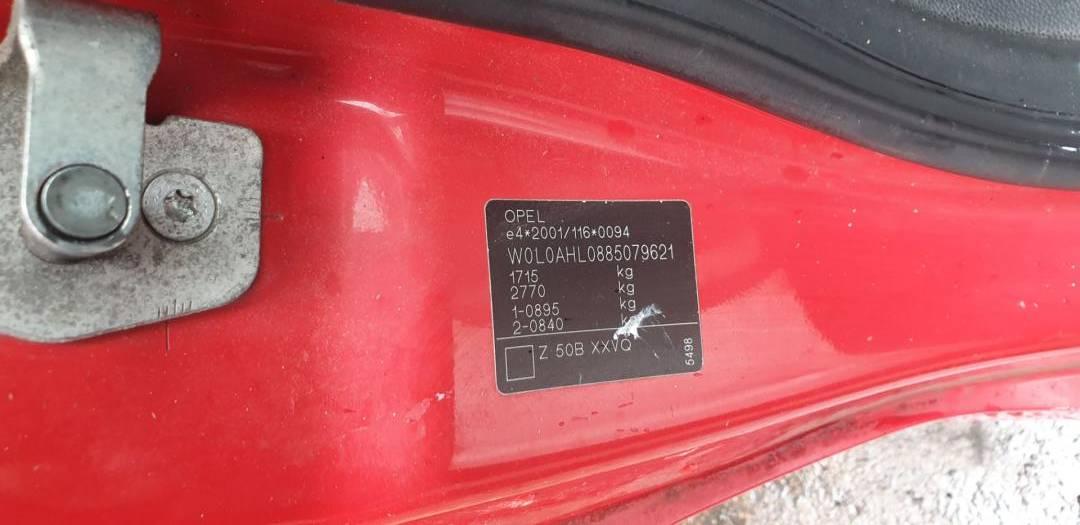 OPEL
e4*2001/116*0094
W0L0AHL0885079621
1715 kg
2770 kg
1-0895 kg
2-0840
Z 50B XXVQ
5498